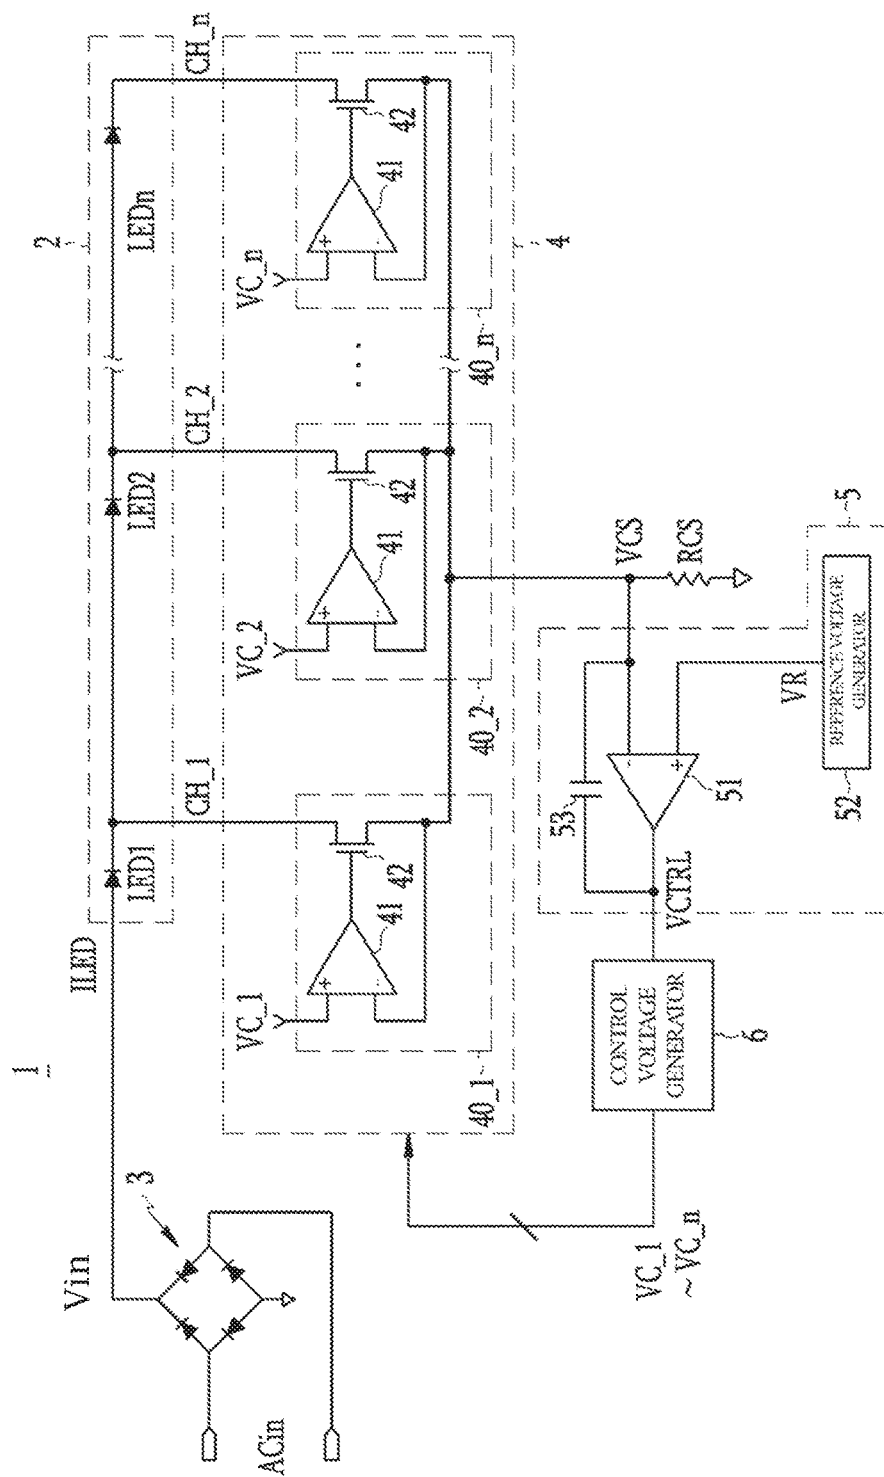 1
ACin
Vin
3
ILED
2
LED1
LED2
LEDn
CH_1
CH_2
CH_n
VC_1
VC_2
VC_n
+
-
41
42
+
-
41
42
+
-
41
42
...
40_1
40_2
40_n
4
VC_1
~VC_n
CONTROL
VOLTAGE
GENERATOR
6
VCTRL
53
-
+
51
VCS
RCS
VR
REFERENCE VOLTAGE
GENERATOR
52
5